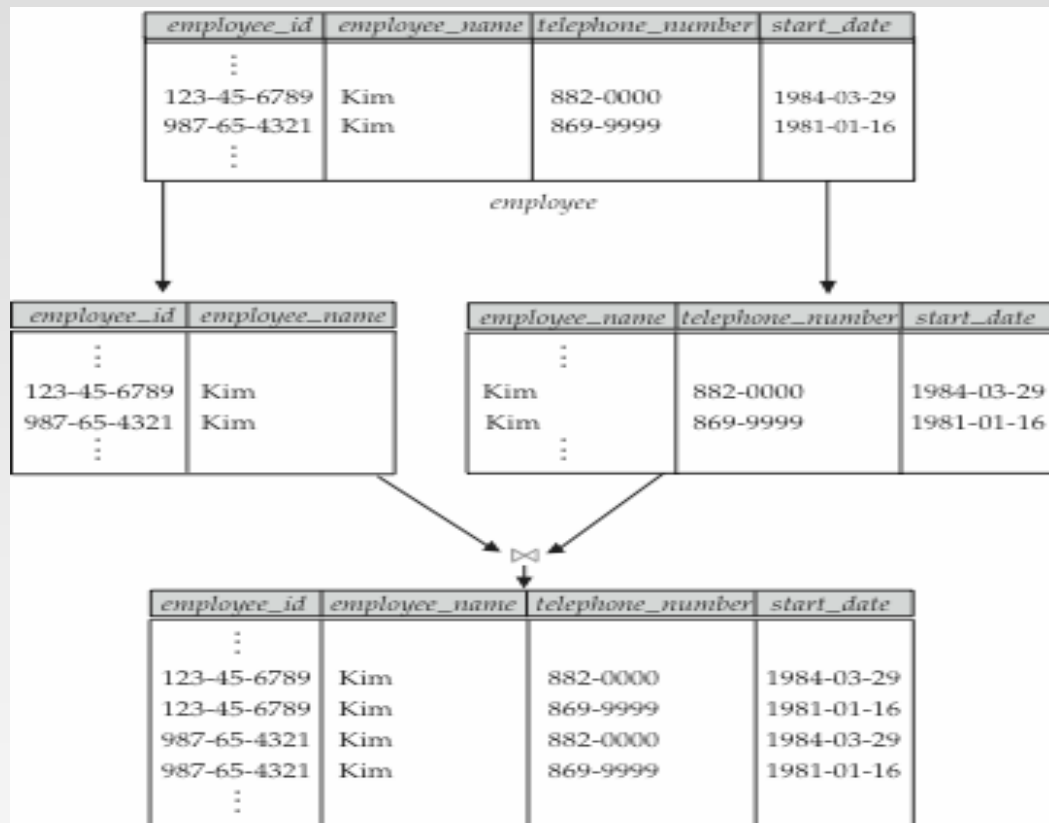 employee_id employee_name telephone_number start_date
⋮
123-45-6789 Kim 882-0000 1984-03-29
987-65-4321 Kim 869-9999 1981-01-16
⋮
employee
employee_id employee_name
⋮
123-45-6789 Kim
987-65-4321 Kim
⋮
employee_name telephone_number start_date
⋮
Kim 882-0000 1984-03-29
Kim 869-9999 1981-01-16
⋮
⋈
employee_id employee_name telephone_number start_date
⋮
123-45-6789 Kim 882-0000 1984-03-29
123-45-6789 Kim 869-9999 1981-01-16
987-65-4321 Kim 882-0000 1984-03-29
987-65-4321 Kim 869-9999 1981-01-16
⋮